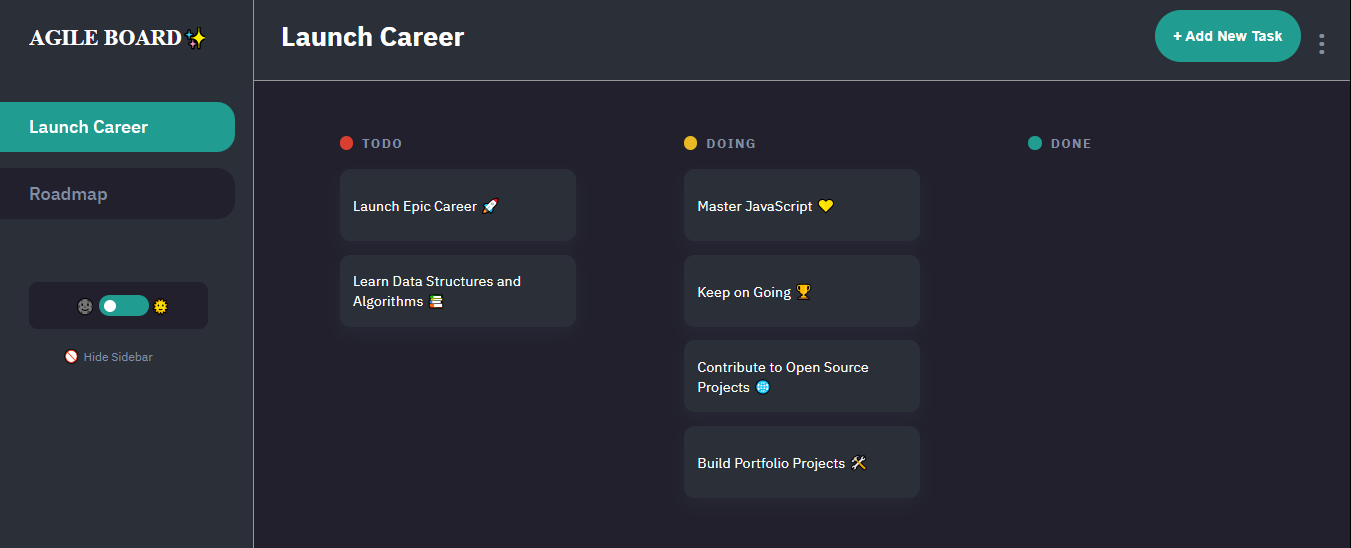 AGILE BOARD✨
Launch Career
Roadmap
Hide Sidebar
Launch Career
+ Add New Task
TODO
Launch Epic Career 🚀
Learn Data Structures and
Algorithms 📚
DOING
Master JavaScript 💛
Keep on Going 🏆
Contribute to Open Source
Projects 🌐
Build Portfolio Projects 🛠️
DONE